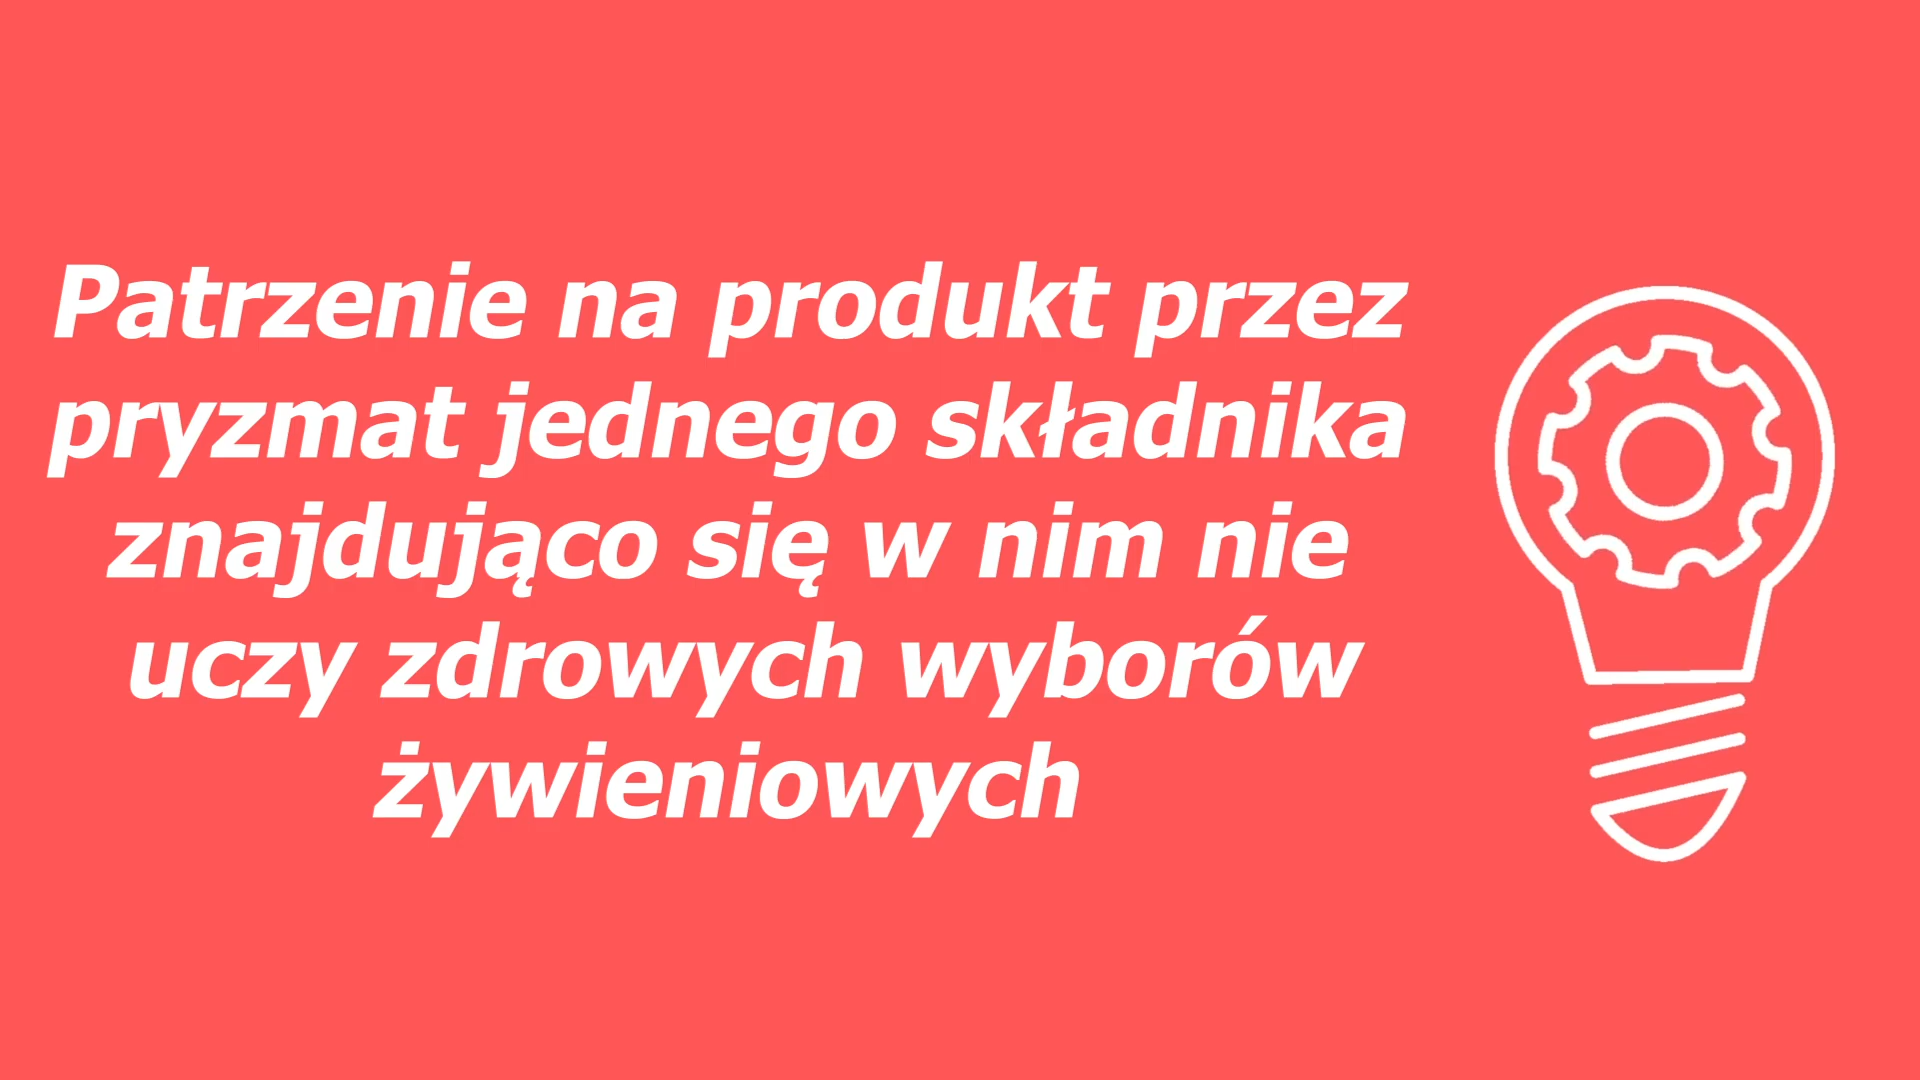 Patrzenie na produkt przez
pryzmat jednego składnika
znajdująco się w nim nie
uczy zdrowych wyborów
żywieniowych